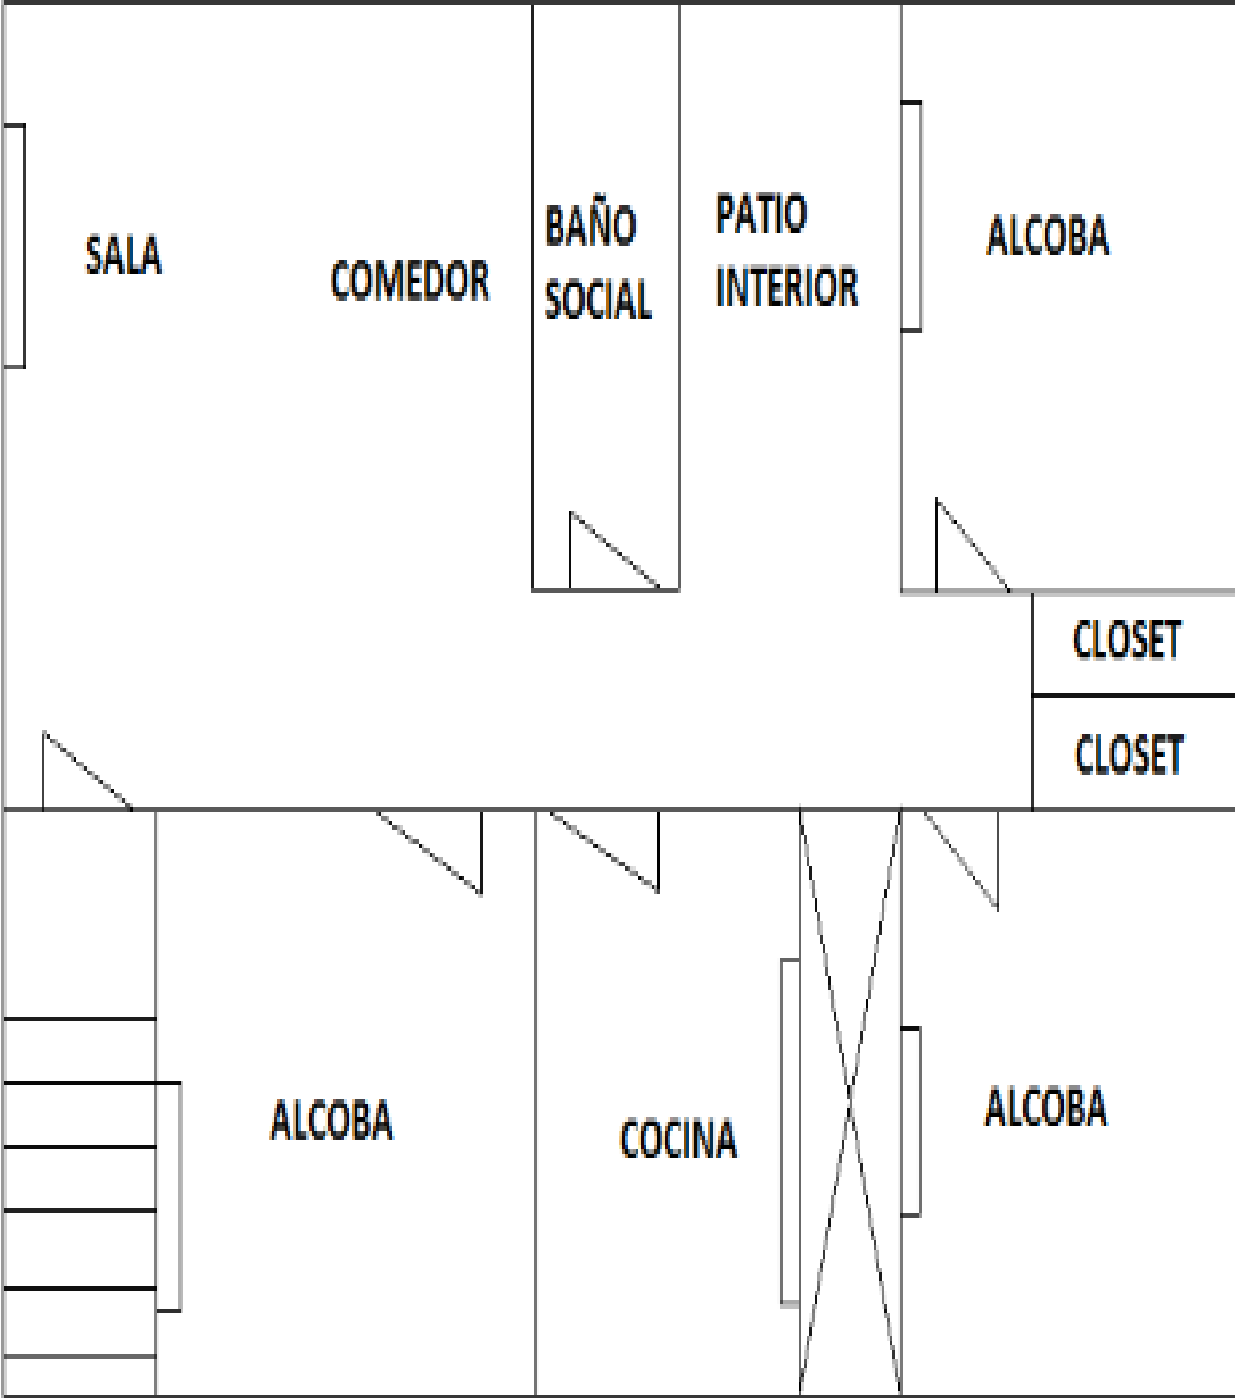 SALA
COMEDOR
BAÑO
SOCIAL
PATIO
INTERIOR
ALCOBA
CLOSET
CLOSET
ALCOBA
COCINA
ALCOBA